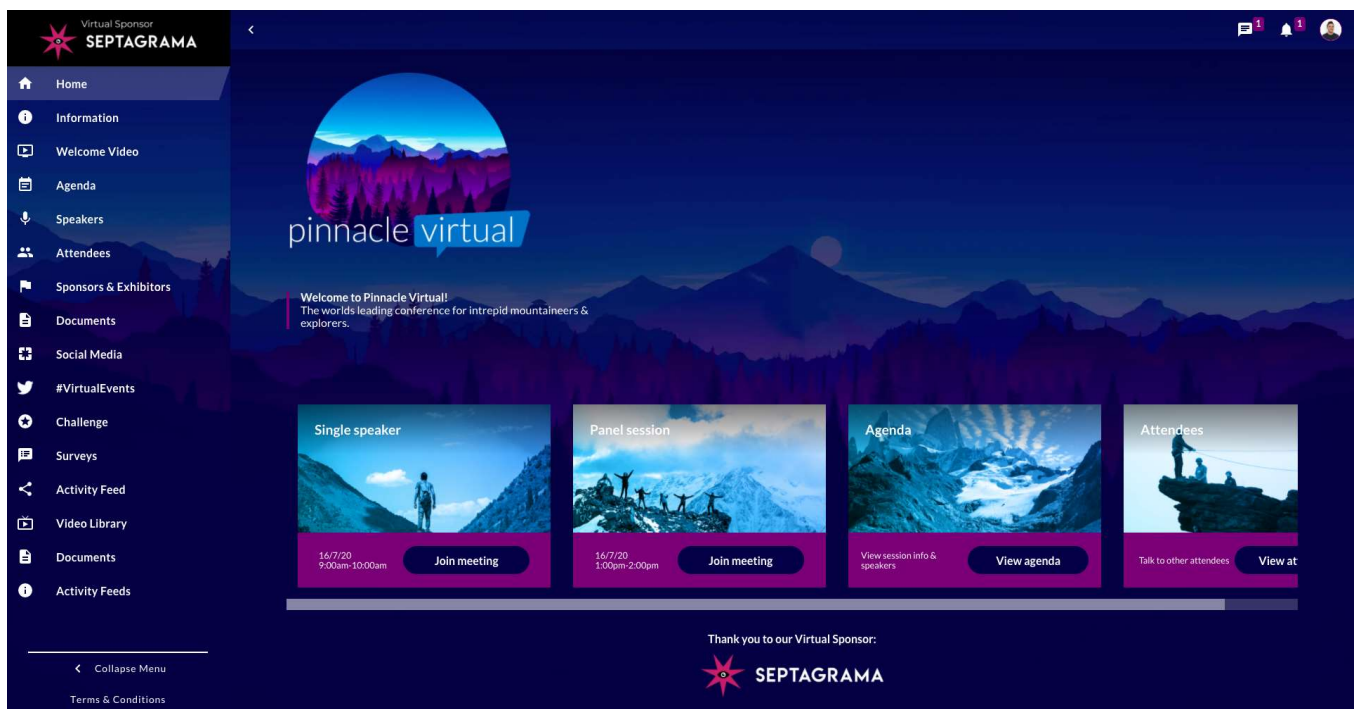 Virtual Sponsor
SEPTAGRAMA
1
1
Home
Information
Welcome Video
Agenda
Speakers
Attendees
Sponsors & Exhibitors
Documents
Social Media
#VirtualEvents
Challenge
Surveys
Activity Feed
Video Library
Documents
Activity Feeds
Collapse Menu
Terms & Conditions
pinnacle virtual
Welcome to Pinnacle Virtual!
The worlds leading conference for intrepid mountaineers &
explorers.
Single speaker
16/7/20
9:00am-10:00am
Join meeting
Panel session
16/7/20
1:00pm-2:00pm
Join meeting
Agenda
View session info &
speakers
View agenda
Attendees
Talk to other attendees
View at
Thank you to our Virtual Sponsor:
SEPTAGRAMA